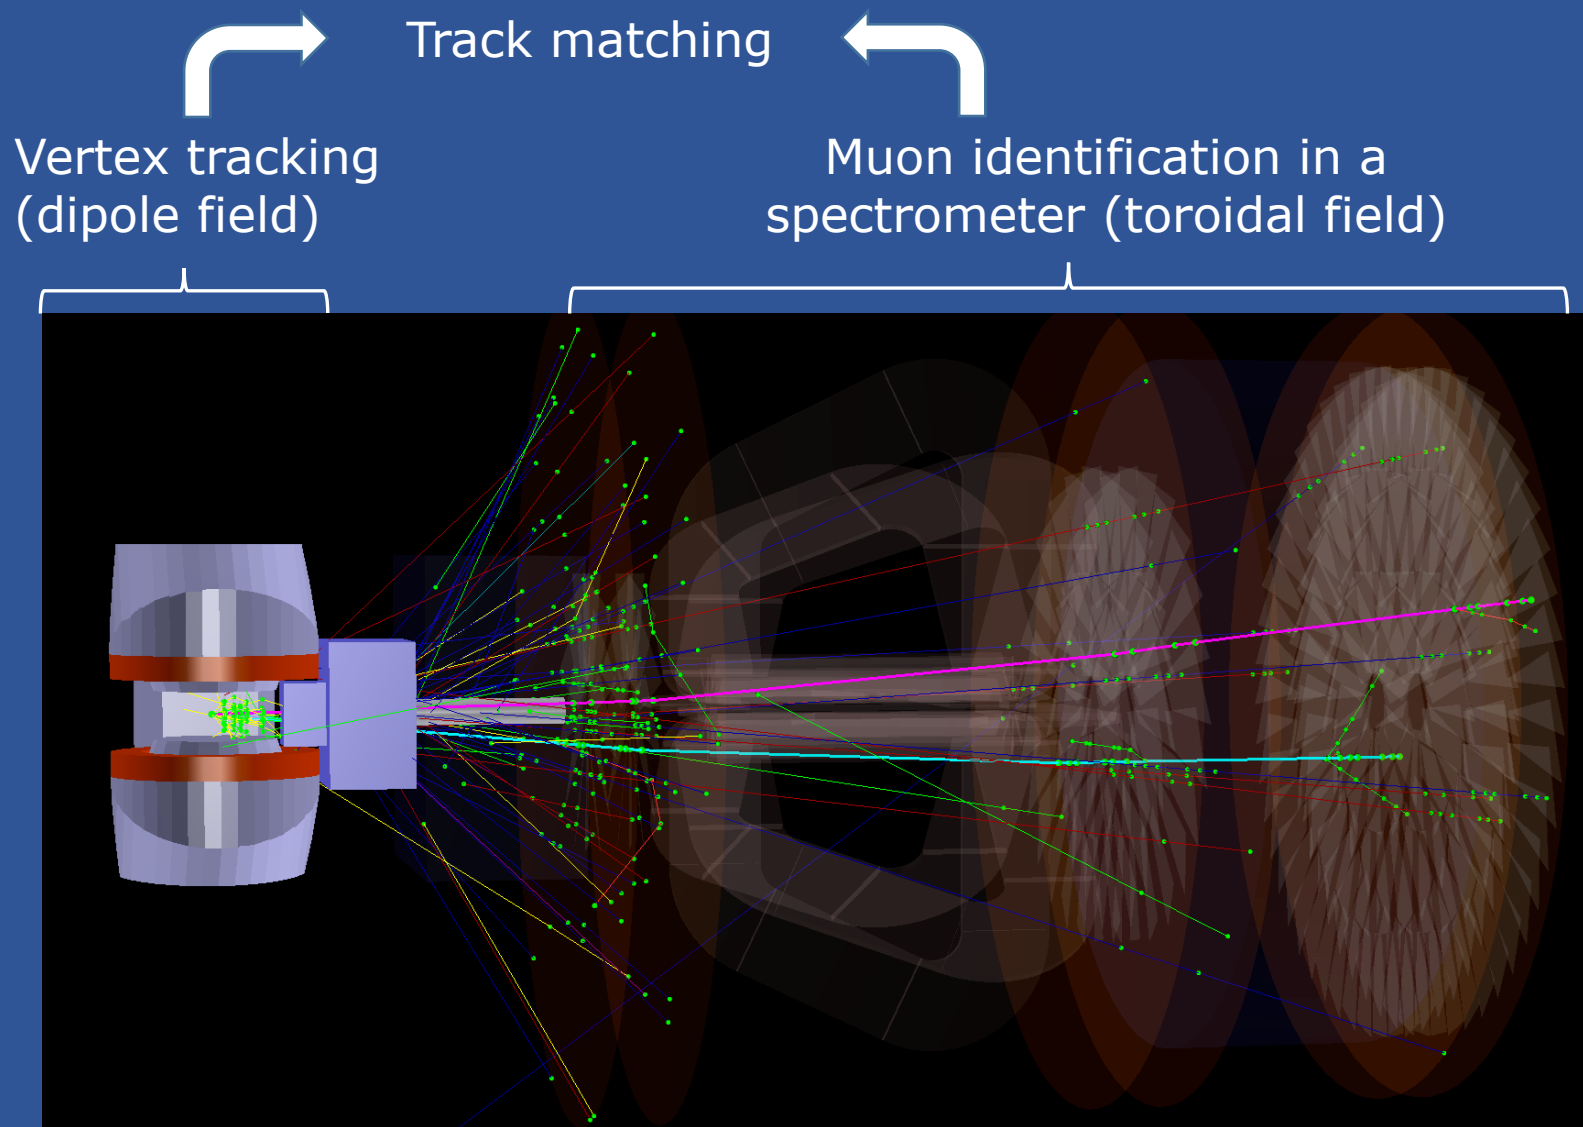 Track matching
Vertex tracking
(dipole field)
Muon identification in a
spectrometer (toroidal field)